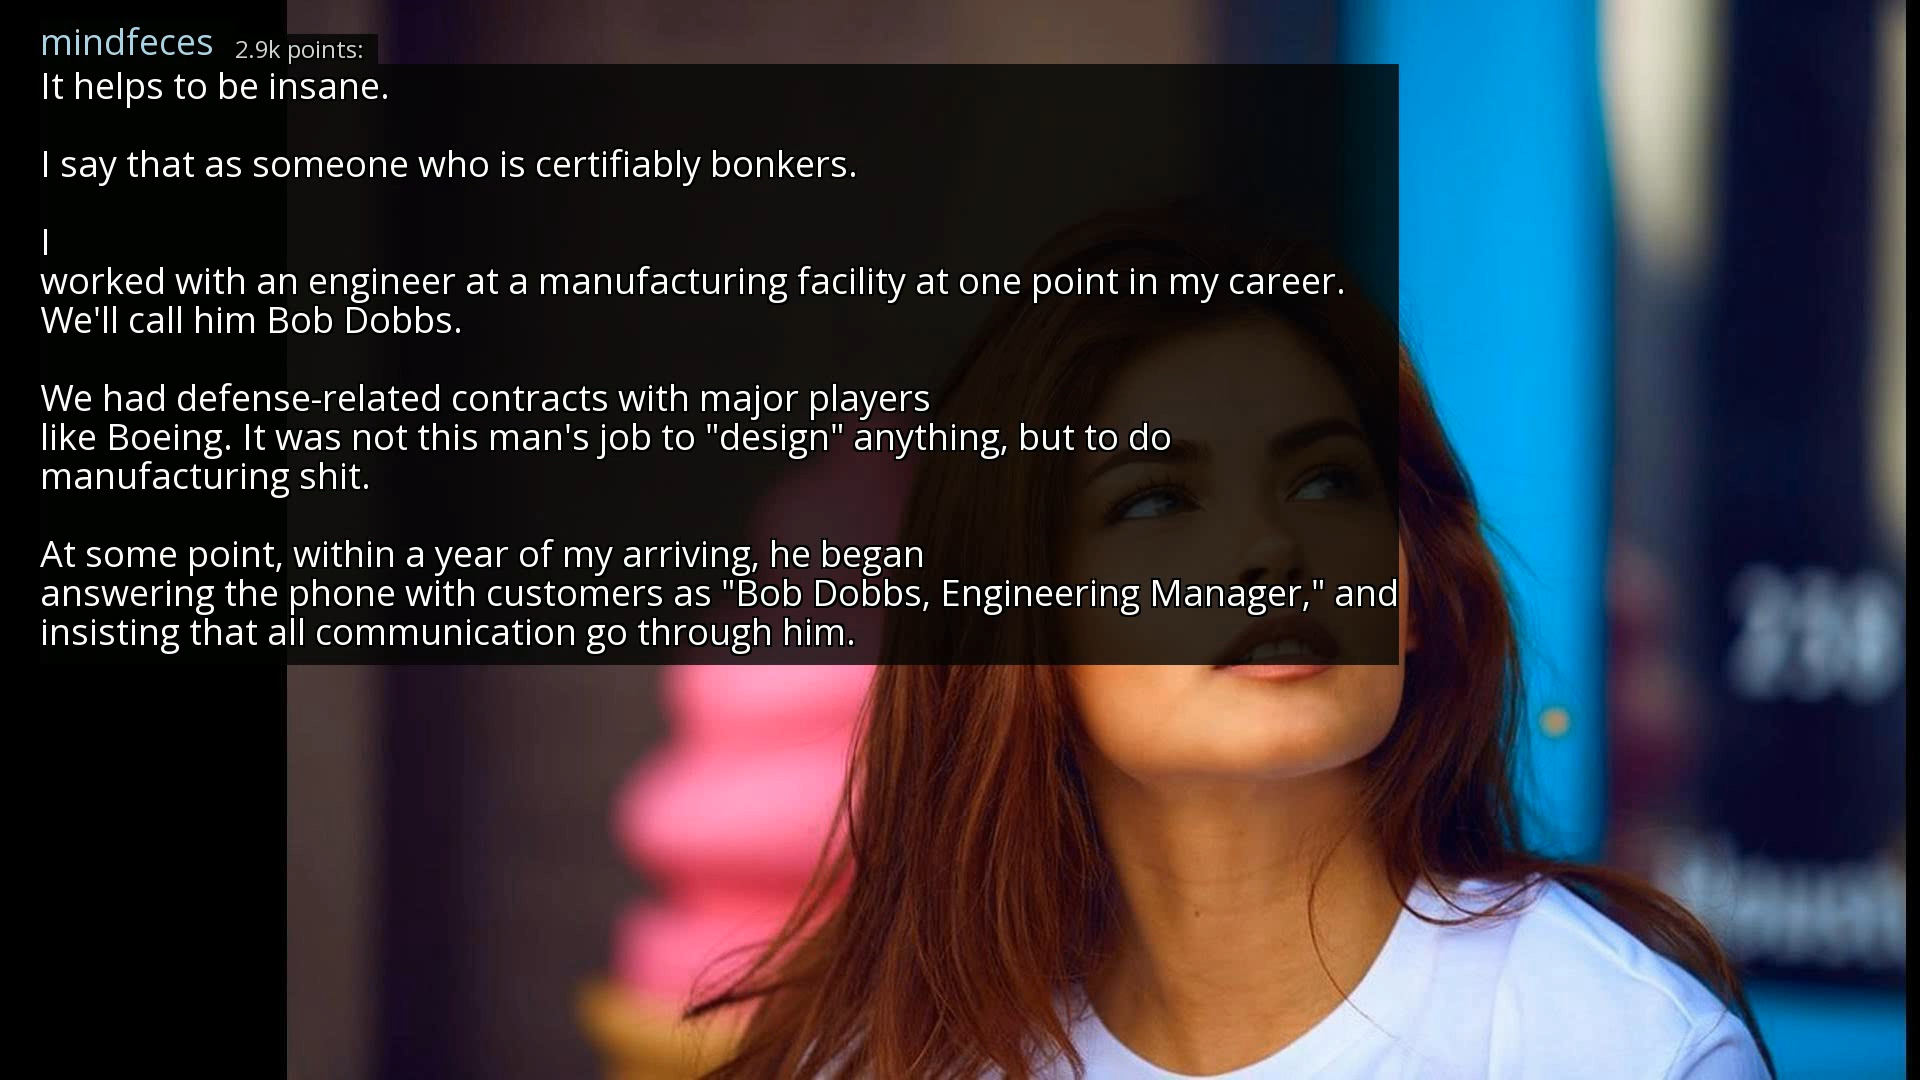 mindfeces 2.9k points:
It helps to be insane.
I say that as someone who is certifiably bonkers.
I
worked with an engineer at a manufacturing facility at one point in my career.
We'll call him Bob Dobbs.
We had defense-related contracts with major players
like Boeing. It was not this man's job to "design" anything, but to do
manufacturing shit.
At some point, within a year of my arriving, he began
answering the phone with customers as "Bob Dobbs, Engineering Manager," and
insisting that all communication go through him.